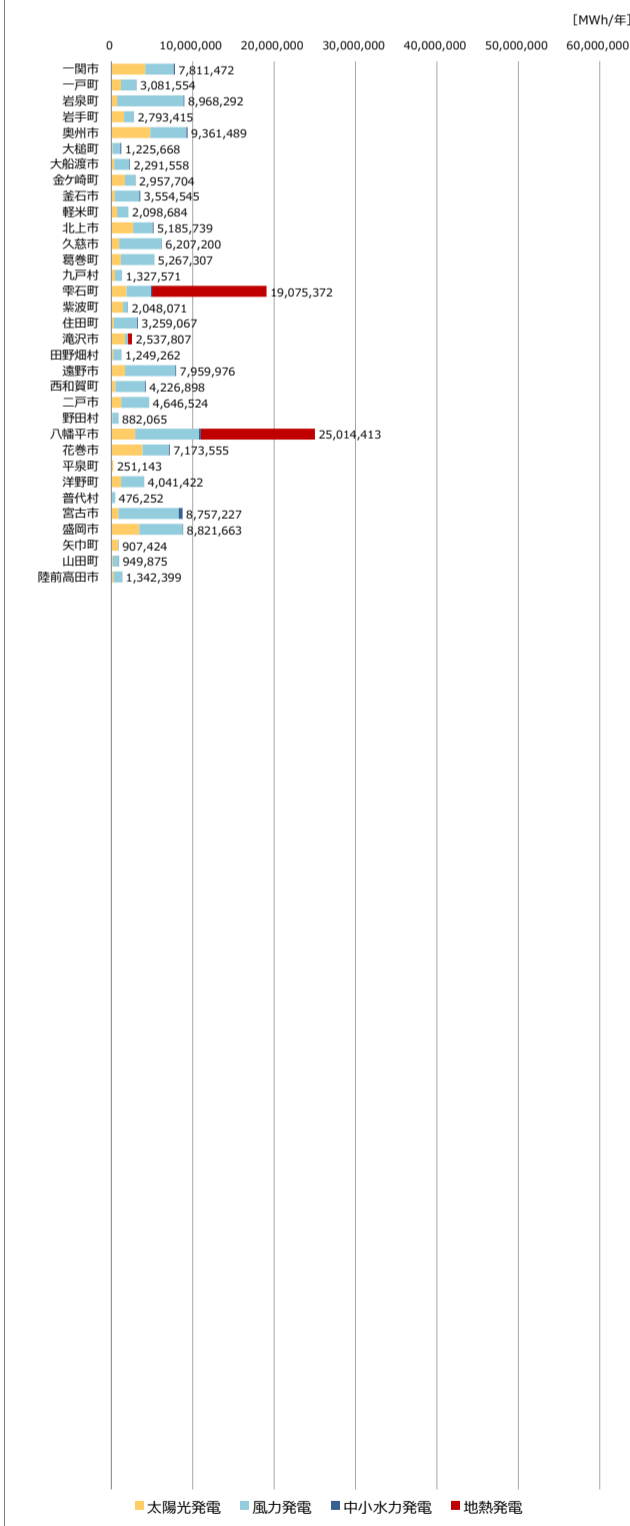 [MWh/年]
0 10,000,000 20,000,000 30,000,000 40,000,000 50,000,000 60,000,000
一関市 7,811,472
一戸町 3,081,554
岩泉町 8,968,292
岩手町 2,793,415
奥州市 9,361,489
大槌町 1,225,668
大船渡市 2,291,558
金ケ崎町 2,957,704
釜石市 3,554,545
軽米町 2,098,684
北上市 5,185,739
久慈市 6,207,200
葛巻町 5,267,307
九戸村 1,327,571
雫石町 19,075,372
紫波町 2,048,071
住田町 3,259,067
滝沢市 2,537,807
田野畑村 1,249,262
遠野市 7,959,976
西和賀町 4,226,898
二戸市 4,646,524
野田村 882,065
八幡平市 25,014,413
花巻市 7,173,555
平泉町 251,143
洋野町 4,041,422
普代村 476,252
宮古市 8,757,227
盛岡市 8,821,663
矢巾町 907,424
山田町 949,875
陸前高田市 1,342,399
太陽光発電 風力発電 中小水力発電 地熱発電